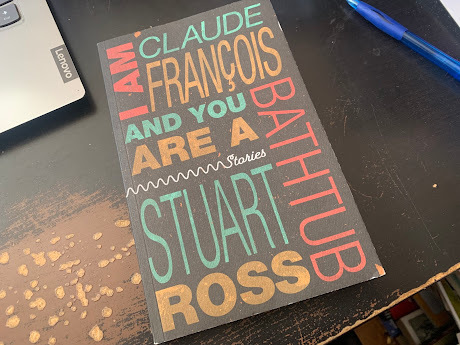 Lenovo
I AM
CLAUDE
FRANÇOIS
AND YOU
ARE A
BATHTUB
Stories
STUART
ROSS